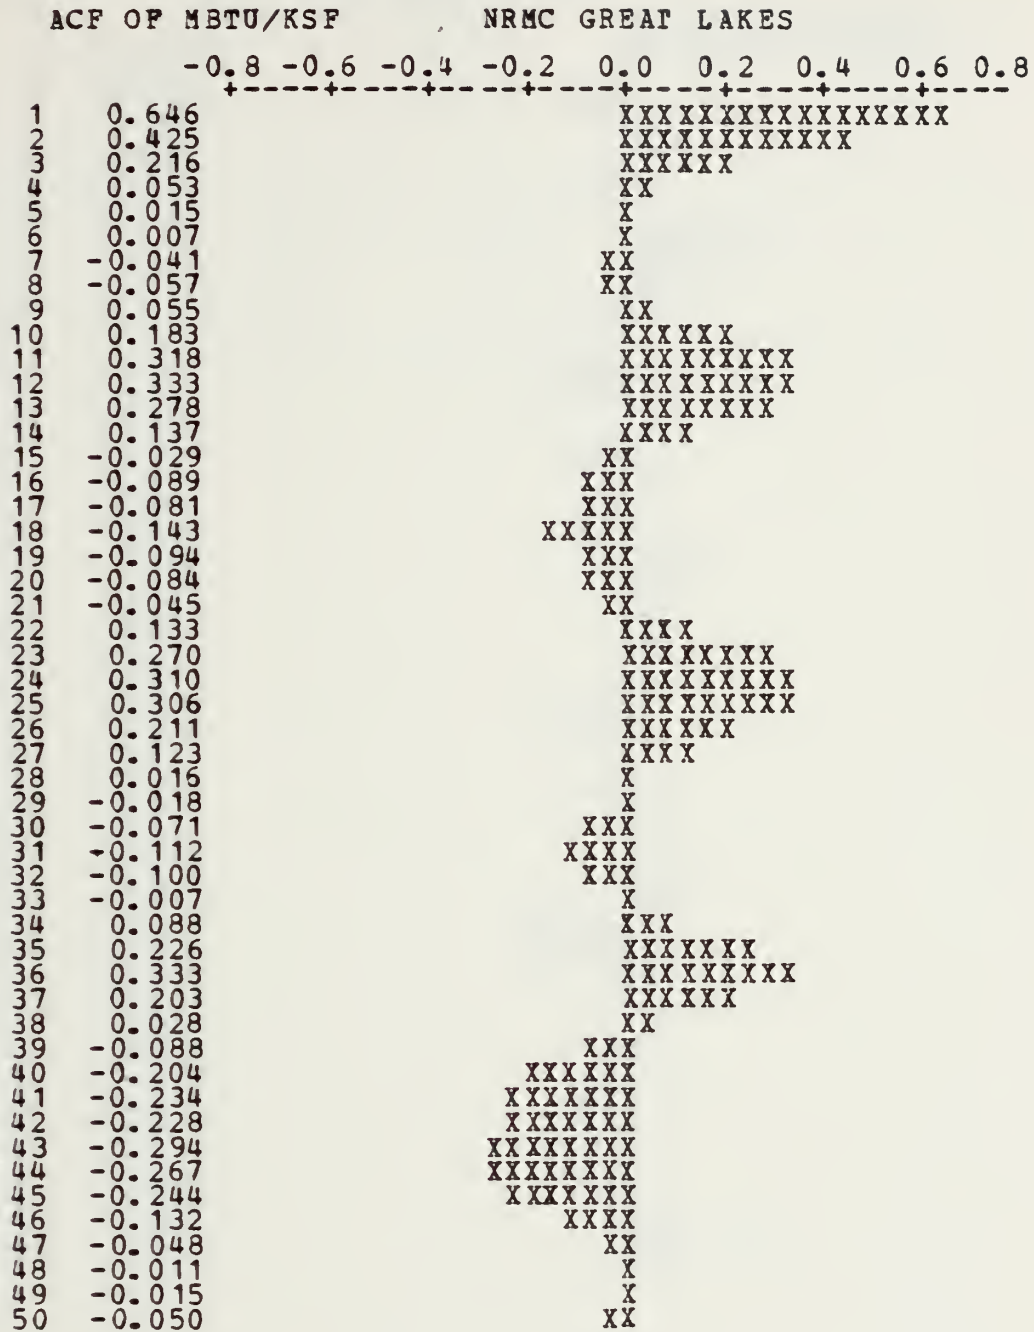 ACF OF MBTU/KSF NRMC GREAT LAKES
-0.8 -0.6 -0.4 -0.2 0.0 0.2 0.4 0.6 0.8
+----+----+----+----+----+----+----+----+----
1 0.646 XXXXXXXXXXXXXXXXX
2 0.425 XXXXXXXXXXXX
3 0.216 XXXXXX
4 0.053 XX
5 0.015 X
6 0.007 X
7 -0.041 XX
8 -0.057 XX
9 0.055 XX
10 0.183 XXXXXX
11 0.318 XXXXXXXXX
12 0.333 XXXXXXXXX
13 0.278 XXXXXXXX
14 0.137 XXXX
15 -0.029 XX
16 -0.089 XXX
17 -0.081 XXX
18 -0.143 XXXXX
19 -0.094 XXX
20 -0.084 XXX
21 -0.045 XX
22 0.133 XXXX
23 0.270 XXXXXXXX
24 0.310 XXXXXXXXX
25 0.306 XXXXXXXXX
26 0.211 XXXXXX
27 0.123 XXXX
28 0.016 X
29 -0.018 X
30 -0.071 XXX
31 -0.112 XXXX
32 -0.100 XXX
33 -0.007 X
34 0.088 XXX
35 0.226 XXXXXXX
36 0.333 XXXXXXXXX
37 0.203 XXXXXX
38 0.028 XX
39 -0.088 XXX
40 -0.204 XXXXXX
41 -0.234 XXXXXXX
42 -0.228 XXXXXXX
43 -0.294 XXXXXXXX
44 -0.267 XXXXXXXX
45 -0.244 XXXXXXX
46 -0.132 XXXX
47 -0.048 XX
48 -0.011 X
49 -0.015 X
50 -0.050 XX